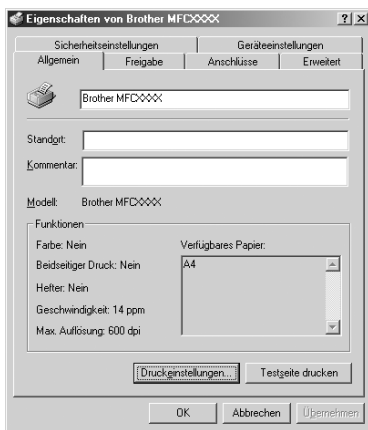 Eigenschaften von Brother MFCXXXX
Sicherheitseinstellungen Geräteeinstellungen
Allgemein Freigabe Anschlüsse Erweitert
Brother MFCXXXX
Standort:
Kommentar:
Modell: Brother MFCXXXX
Funktionen
Farbe: Nein Verfügbares Papier:
Beidseitiger Druck: Nein A4
Hefter: Nein
Geschwindigkeit: 14 ppm
Max. Auflösung: 600 dpi
Druckeinstellungen... Testseite drucken
OK Abbrechen Übernehmen